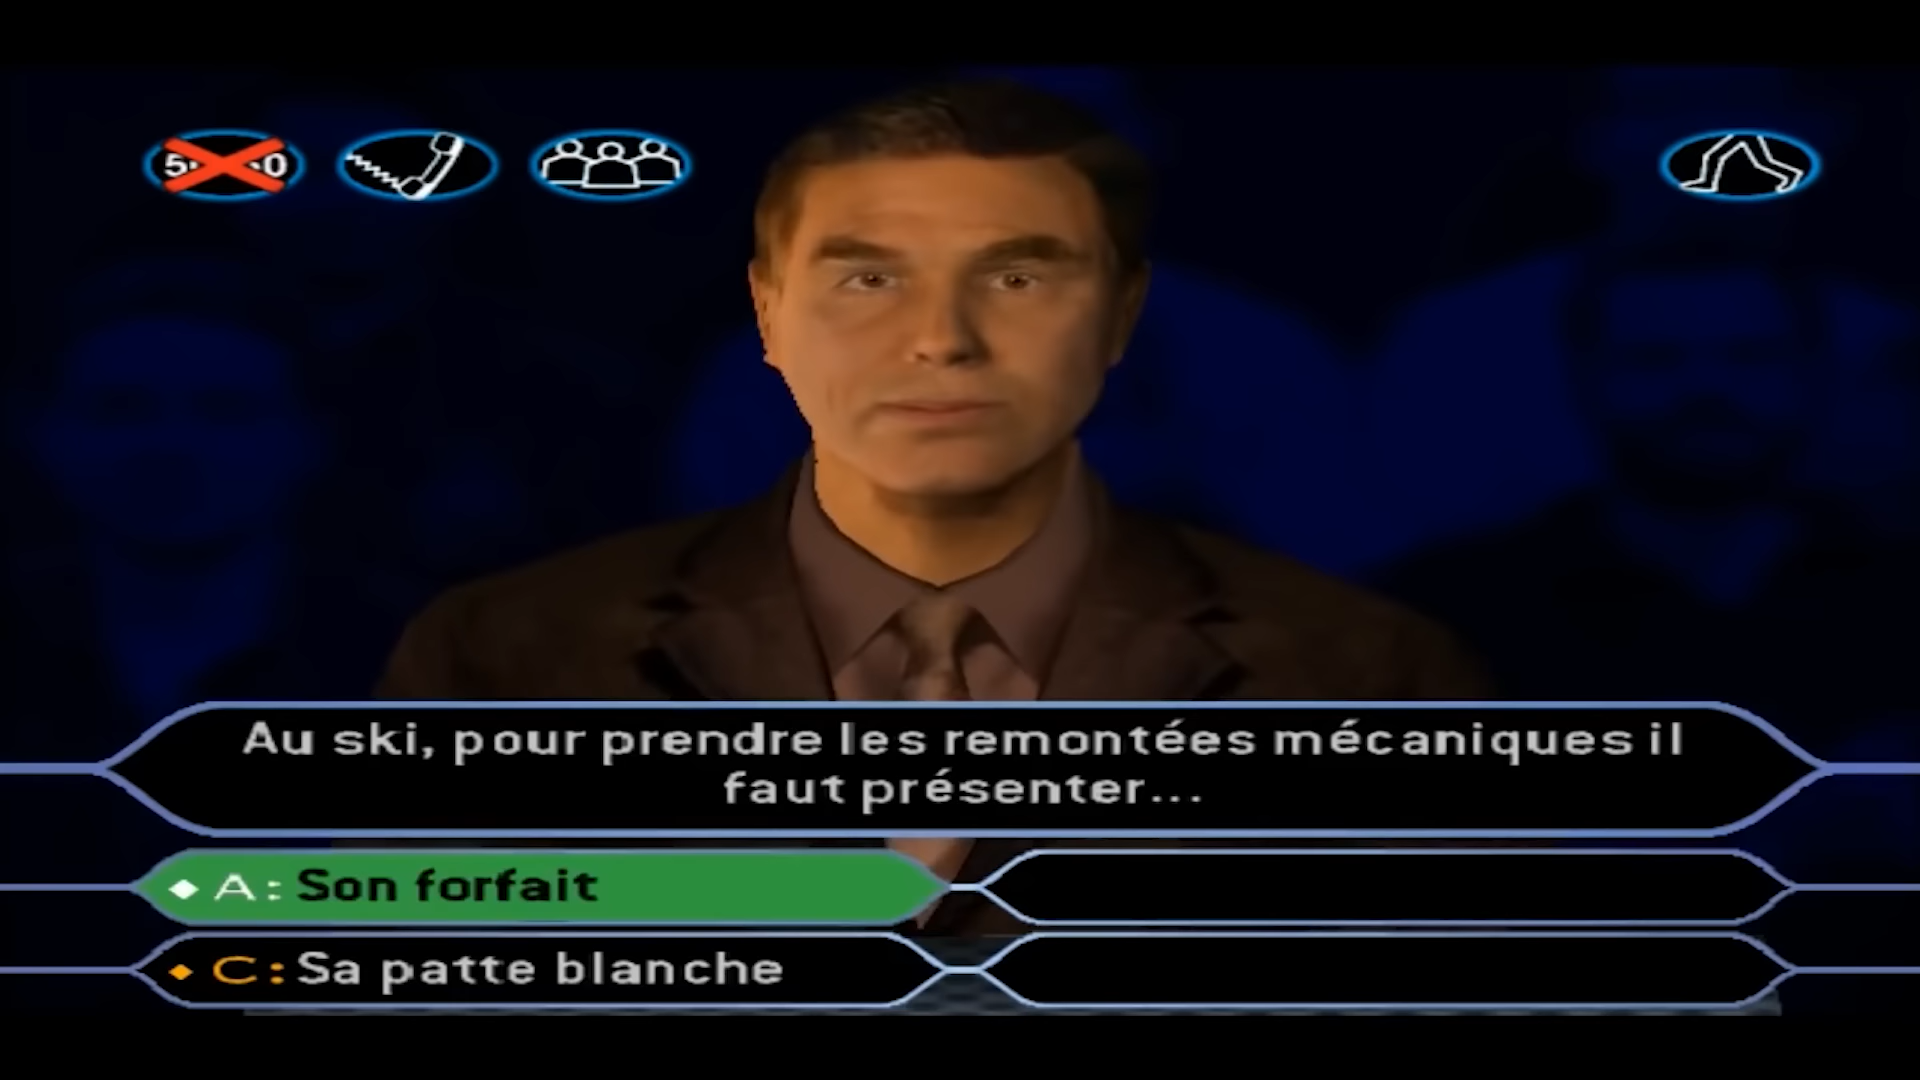 Au ski, pour prendre les remontées mécaniques il
faut présenter...
A: Son forfait
C: Sa patte blanche